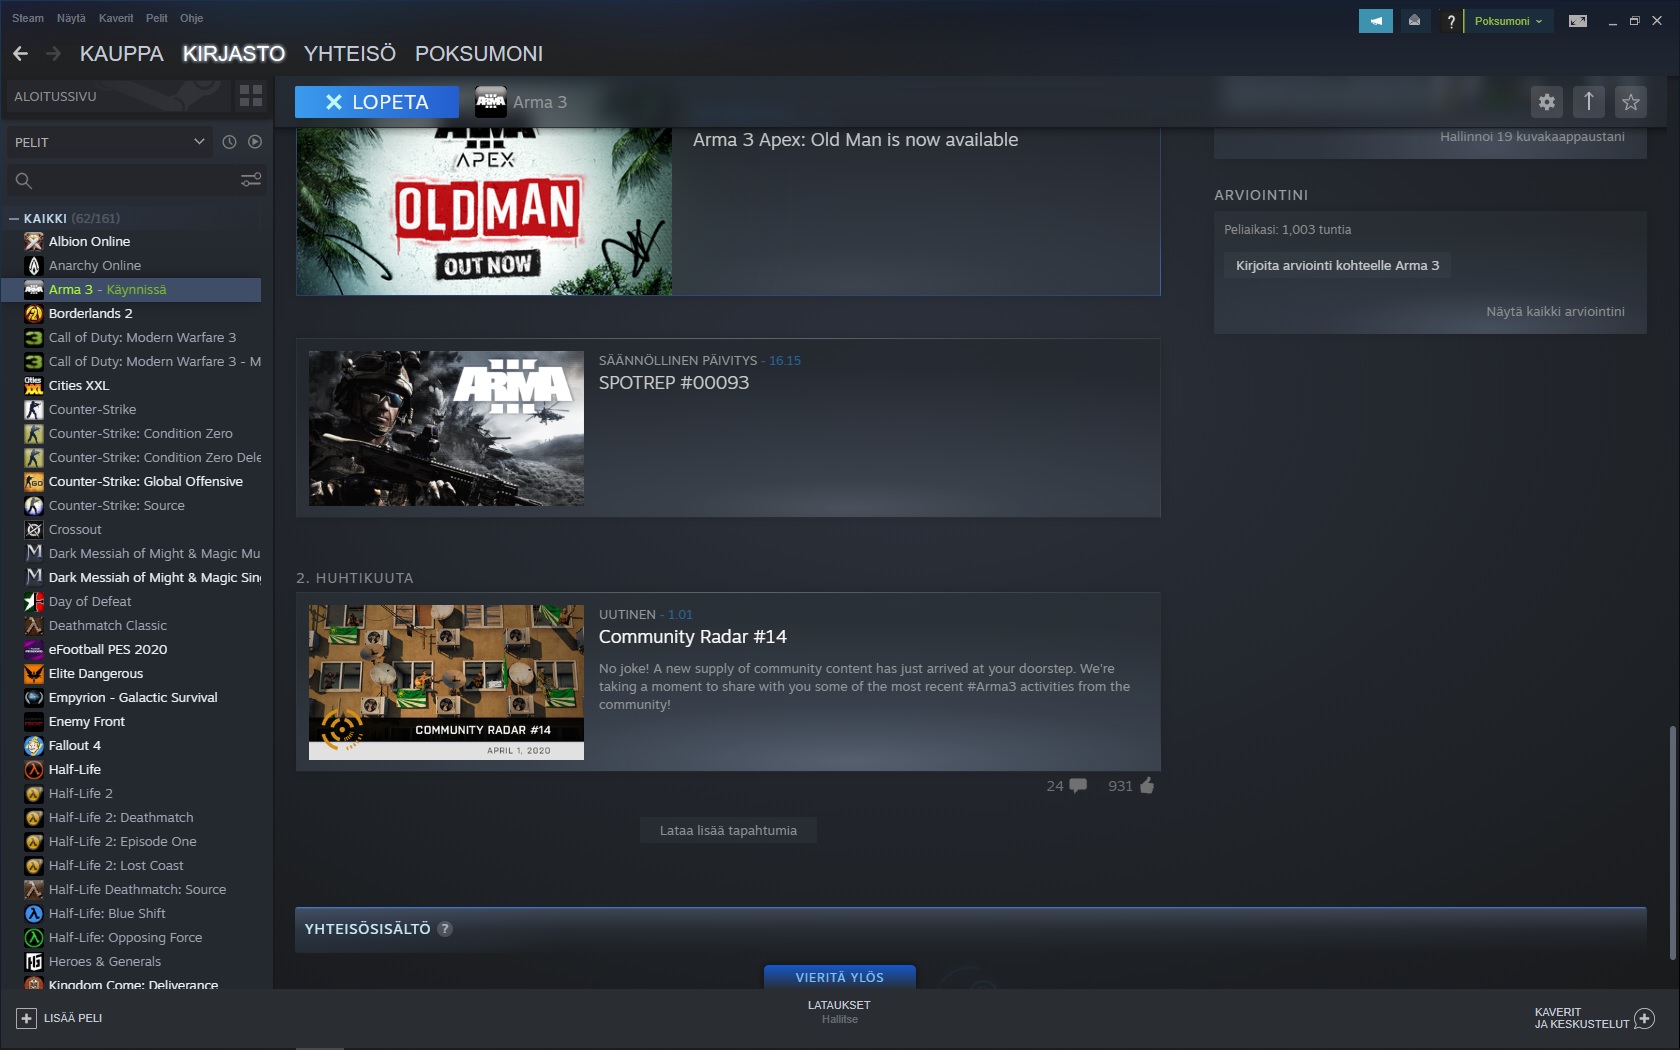 Steam Näytä Kaverit Pelit Ohje
? Poksumoni
KAUPPA KIRJASTO YHTEISÖ POKSUMONI
ALOITUSSIVU
PELIT
KAIKKI (62/161)
Albion Online
Anarchy Online
Arma 3 - Käynnissä
Borderlands 2
Call of Duty: Modern Warfare 3
Call of Duty: Modern Warfare 3 - M
Cities XXL
Counter-Strike
Counter-Strike: Condition Zero
Counter-Strike: Condition Zero Dele
Counter-Strike: Global Offensive
Counter-Strike: Source
Crossout
Dark Messiah of Might & Magic Mu
Dark Messiah of Might & Magic Sin
Day of Defeat
Deathmatch Classic
eFootball PES 2020
Elite Dangerous
Empyrion - Galactic Survival
Enemy Front
Fallout 4
Half-Life
Half-Life 2
Half-Life 2: Deathmatch
Half-Life 2: Episode One
Half-Life 2: Lost Coast
Half-Life Deathmatch: Source
Half-Life: Blue Shift
Half-Life: Opposing Force
Heroes & Generals
Kingdom Come: Deliverance
LISÄÄ PELI
LOPETA
ARMA
III
Arma 3
ARMA
III
APEX
OLD MAN
OUT NOW
Arma 3 Apex: Old Man is now available
ARMA
III
SÄÄNNÖLLINEN PÄIVITYS - 16.15
SPOTREP #00093
2. HUHTIKUUTA
COMMUNITY RADAR #14
APRIL 1, 2020
UUTINEN - 1.01
Community Radar #14
No joke! A new supply of community content has just arrived at your doorstep. We're
taking a moment to share with you some of the most recent #Arma3 activities from the
community!
24 931
Lataa lisää tapahtumia
YHTEISÖSISÄLTÖ ?
VIERITÄ YLÖS
Hallinnoi 19 kuvakaappaustani
ARVIOINTINI
Peliaikasi: 1,003 tuntia
Kirjoita arviointi kohteelle Arma 3
Näytä kaikki arviointini
LATAUKSET
Hallitse
KAVERIT
JA KESKUSTELUT